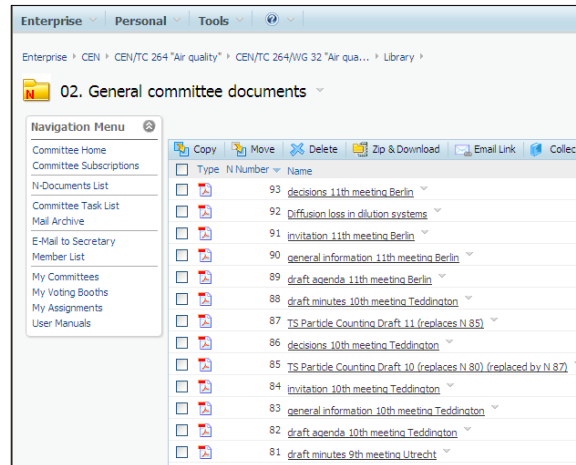 Enterprise Personal Tools
Enterprise CEN CEN/TC 264 "Air quality" CEN/TC 264/WG 32 "Air qua... Library
N 02. General committee documents
Navigation Menu
Committee Home
Committee Subscriptions
N-Documents List
Committee Task List
Mail Archive
E-Mail to Secretary
Member List
My Committees
My Voting Booths
My Assignments
User Manuals
Copy Move Delete Zip & Download Email Link Collec
Type N Number Name
93 decisions 11th meeting Berlin
92 Diffusion loss in dilution systems
91 invitation 11th meeting Berlin
90 general information 11th meeting Berlin
89 draft agenda 11th meeting Berlin
88 draft minutes 10th meeting Teddington
87 TS Particle Counting Draft 11 (replaces N 85)
86 decisions 10th meeting Teddington
85 TS Particle Counting Draft 10 (replaces N 80) (replaced by N 87)
84 invitation 10th meeting Teddington
83 general information 10th meeting Teddington
82 draft agenda 10th meeting Teddington
81 draft minutes 9th meeting Utrecht